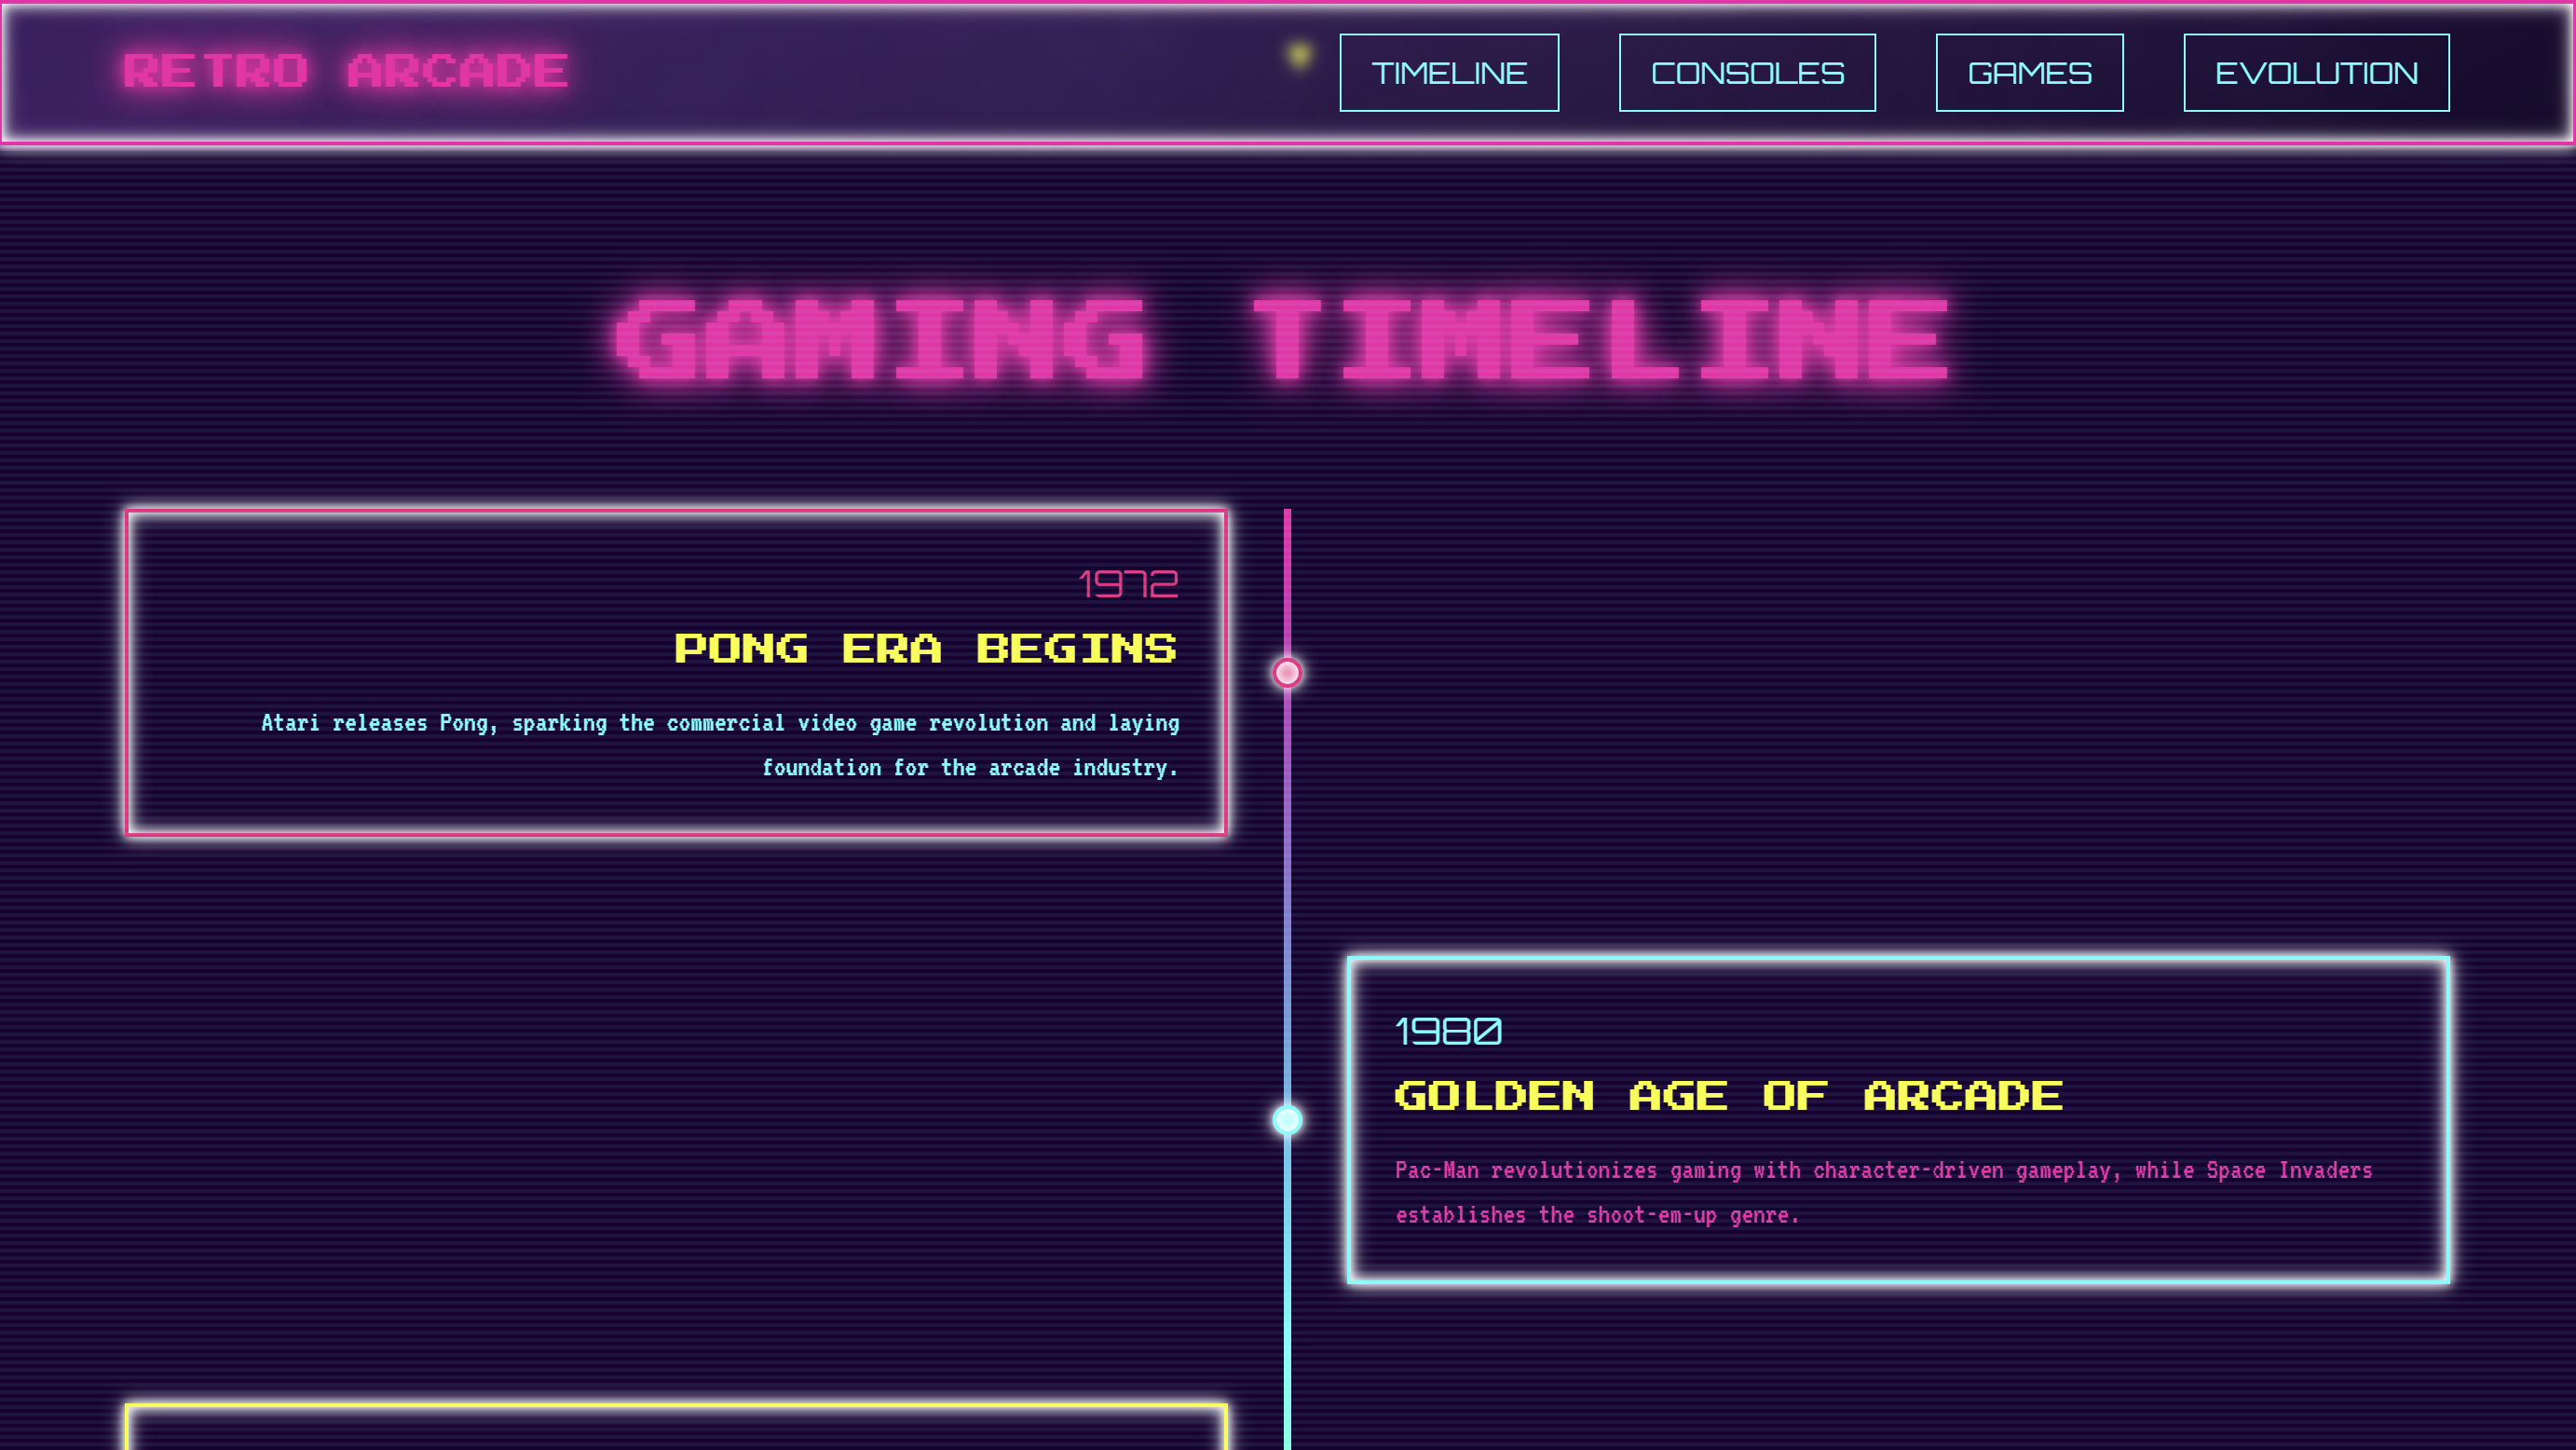 RETRO ARCADE
TIMELINE
CONSOLES
GAMES
EVOLUTION
GAMING TIMELINE
1972
PONG ERA BEGINS
Atari releases Pong, sparking the commercial video game revolution and laying
foundation for the arcade industry.
1980
GOLDEN AGE OF ARCADE
Pac-Man revolutionizes gaming with character-driven gameplay, while Space Invaders
establishes the shoot-em-up genre.